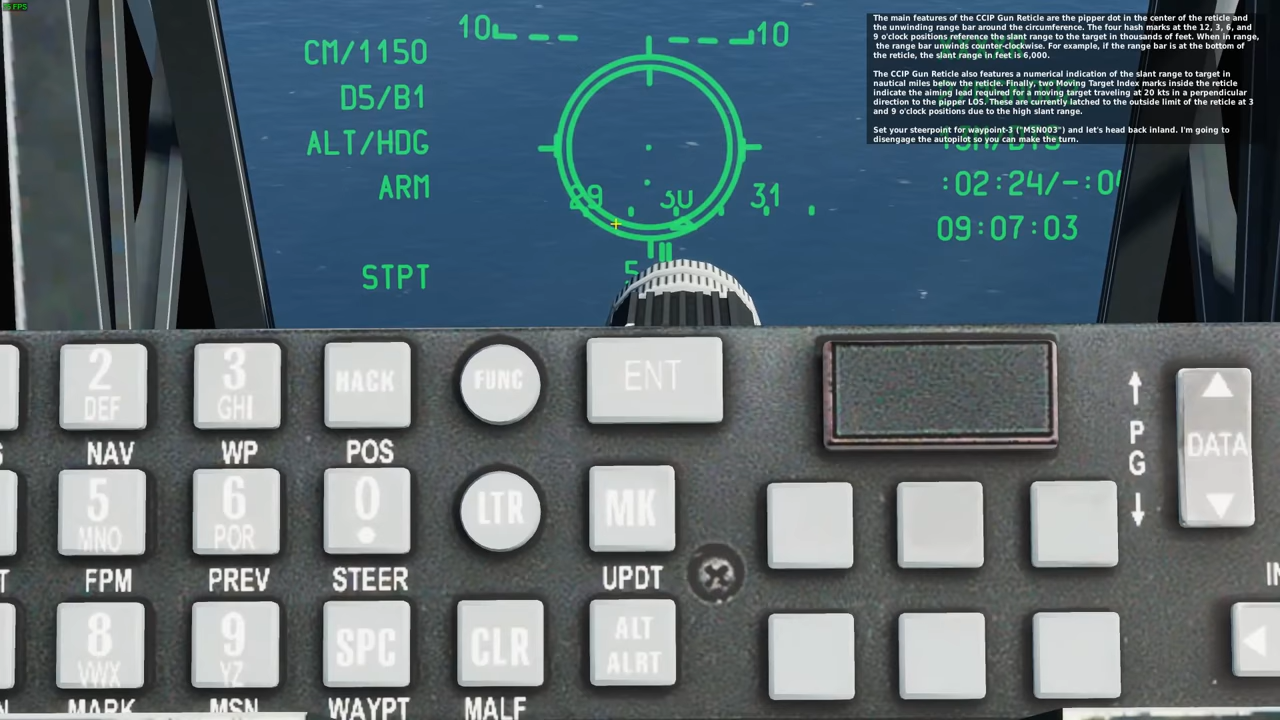 15 FPS
The main features of the CCIP Gun Reticle are the pipper dot in the center of the reticle and
the unwinding range bar around the circumference. The four hash marks at the 12, 3, 6, and
9 o'clock positions reference the slant range to the target in thousands of feet. When in range,
the range bar unwinds counter-clockwise. For example, if the range bar is at the bottom of
the reticle, the slant range in feet is 6,000.
The CCIP Gun Reticle also features a numerical indication of the slant range to target in
nautical miles below the reticle. Finally, two Moving Target Index marks inside the reticle
indicate the aiming lead required for a moving target traveling at 20 kts in a perpendicular
direction to the pipper LOS. These are currently latched to the outside limit of the reticle at 3
and 9 o'clock positions due to the high slant range.
Set your steerpoint for waypoint-3 ("MSN003") and let's head back inland. I'm going to
disengage the autopilot so you can make the turn.
10 10
CM/1150
D5/B1
ALT/HDG
ARM
STPT
29 30 31
5
:02:24/-:0
09:07:03
2 DEF
3 GHI
HACK
FUNC
ENT
NAV
WP
POS
5 MNO
6 POR
0
LTR
MK
FPM
PREV
STEER
UPDT
8 VWX
9 YZ
SPC
CLR
ALT ALRT
MARK
MSN
WAYPT
MALF
PG
DATA